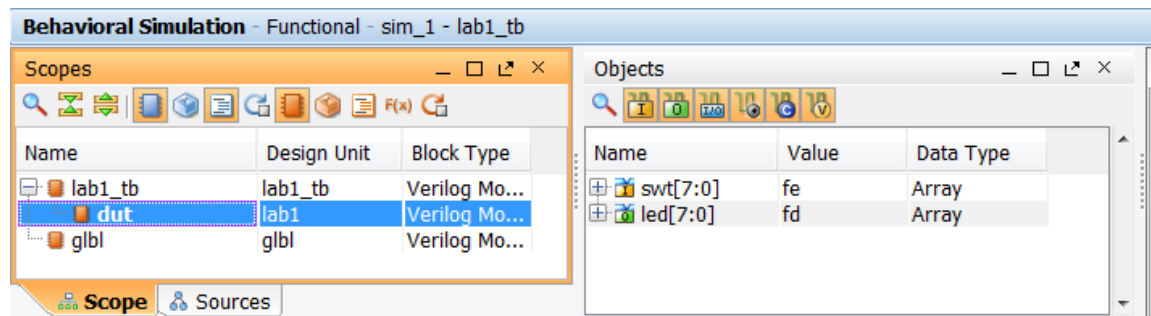 Behavioral Simulation - Functional - sim_1 - lab1_tb
Scopes
F(x)
Name Design Unit Block Type
lab1_tb lab1_tb Verilog Mo...
dut lab1 Verilog Mo...
glbl glbl Verilog Mo...
Scope Sources
Objects
I O I/O C V
Name Value Data Type
swt[7:0] fe Array
led[7:0] fd Array